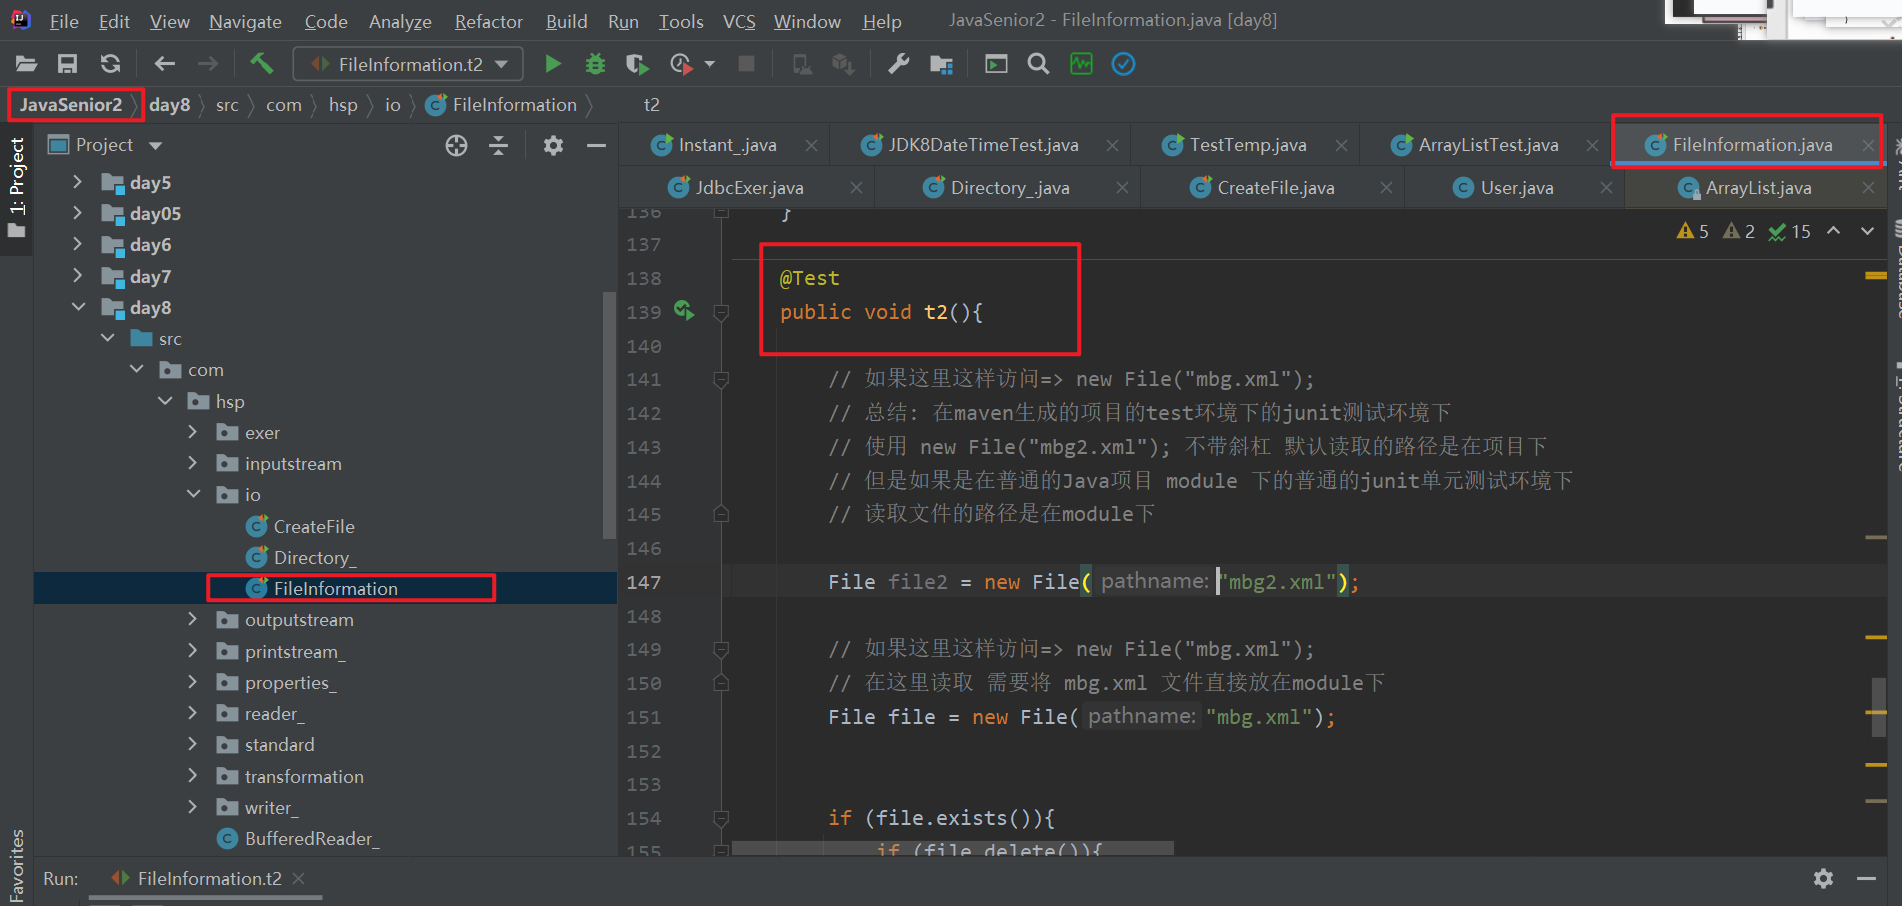 File Edit View Navigate Code Analyze Refactor Build Run Tools VCS Window Help JavaSenior2 - FileInformation.java [day8]
FileInformation.t2
JavaSenior2 day8 src com hsp io FileInformation t2
1: Project
Project
day5
day05
day6
day7
day8
src
com
hsp
exer
inputstream
io
CreateFile
Directory_
FileInformation
outputstream
printstream_
properties_
reader_
standard
transformation
writer_
BufferedReader_
Favorites
Instant_.java JDK8DateTimeTest.java TestTemp.java ArrayListTest.java FileInformation.java
JdbcExer.java Directory_.java CreateFile.java User.java ArrayList.java
5 2 15
136 }
137
138 @Test
139 public void t2(){
140
141 // 如果这里这样访问=> new File("mbg.xml");
142 // 总结: 在maven生成的项目的test环境下的junit测试环境下
143 // 使用 new File("mbg2.xml"); 不带斜杠 默认读取的路径是在项目下
144 // 但是如果是在普通的Java项目 module 下的普通的junit单元测试环境下
145 // 读取文件的路径是在module下
146
147 File file2 = new File( pathname: "mbg2.xml");
148
149 // 如果这里这样访问=> new File("mbg.xml");
150 // 在这里读取 需要将 mbg.xml 文件直接放在module下
151 File file = new File( pathname: "mbg.xml");
152
153
154 if (file.exists()){
155 if (file.delete()){
Run: FileInformation.t2